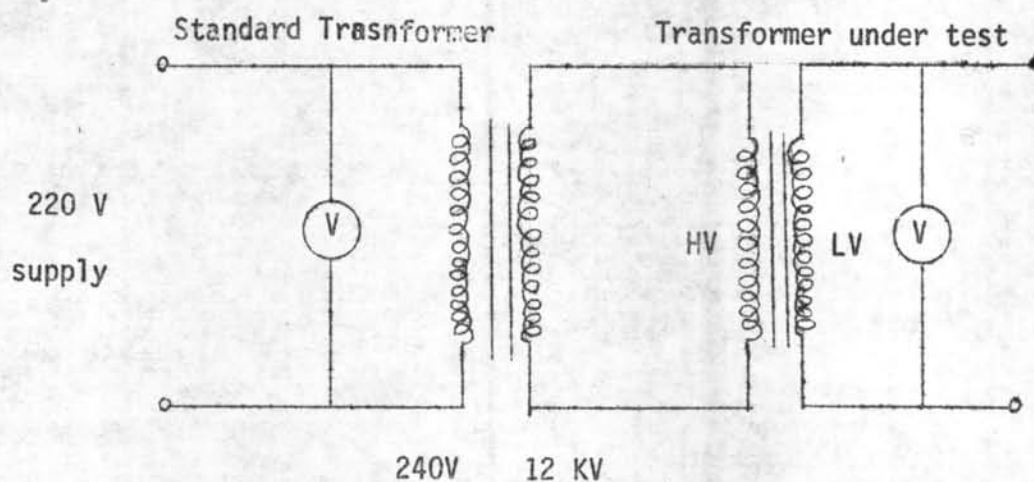 Standard Trasnformer
Transformer under test
220 V
supply
V
HV
LV
V
240V
12 KV